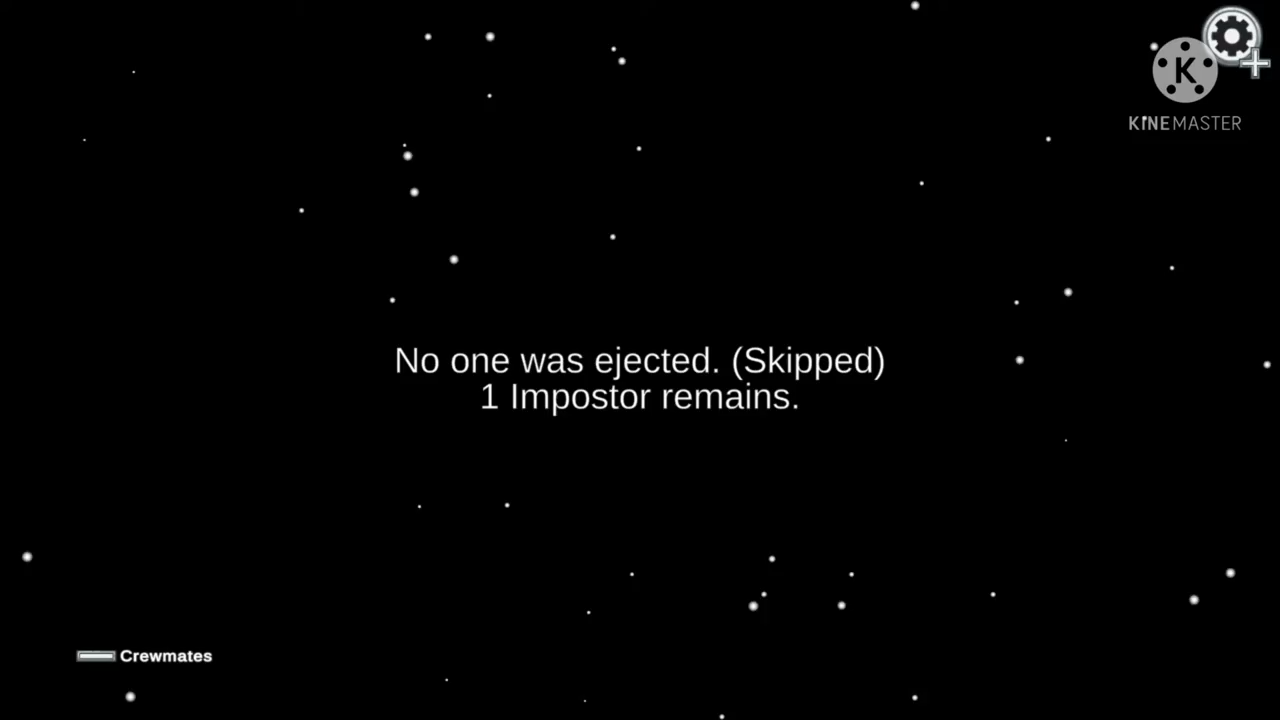 K
KINEMASTER
No one was ejected. (Skipped)
1 Impostor remains.
Crewmates